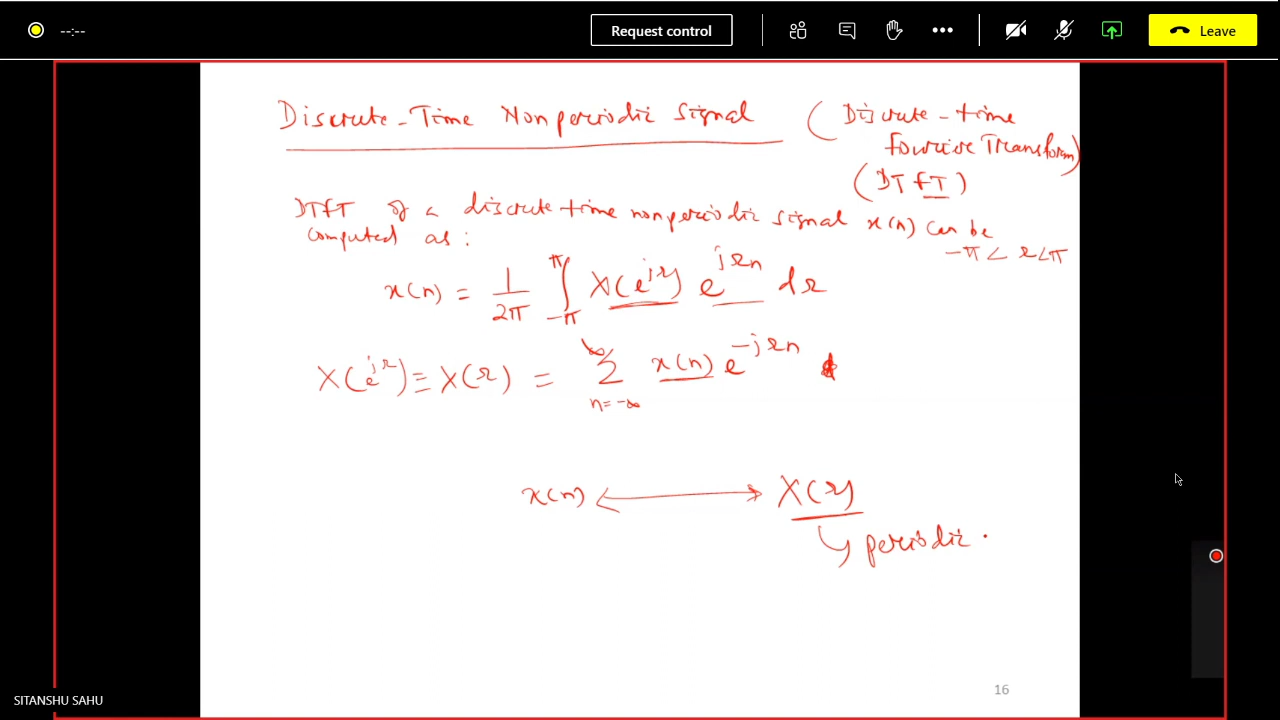 --:--
Request control
Leave
Discrete-Time Nonperiodic Signal (Discrete-time
Fourier Transform)
(DTFT)
DTFT of a discrete-time nonperiodic signal x(n) can be
computed as :
-π < Ω < π
x(n) = 1/2π ∫_{-π}^{π} X(e^{jΩ}) e^{jΩn} dΩ
X(e^{jΩ}) ≡ X(Ω) = Σ_{n=-∞}^{∞} x(n) e^{-jΩn}
x(n) ⟷ X(Ω)
↳ periodic .
16
SITANSHU SAHU